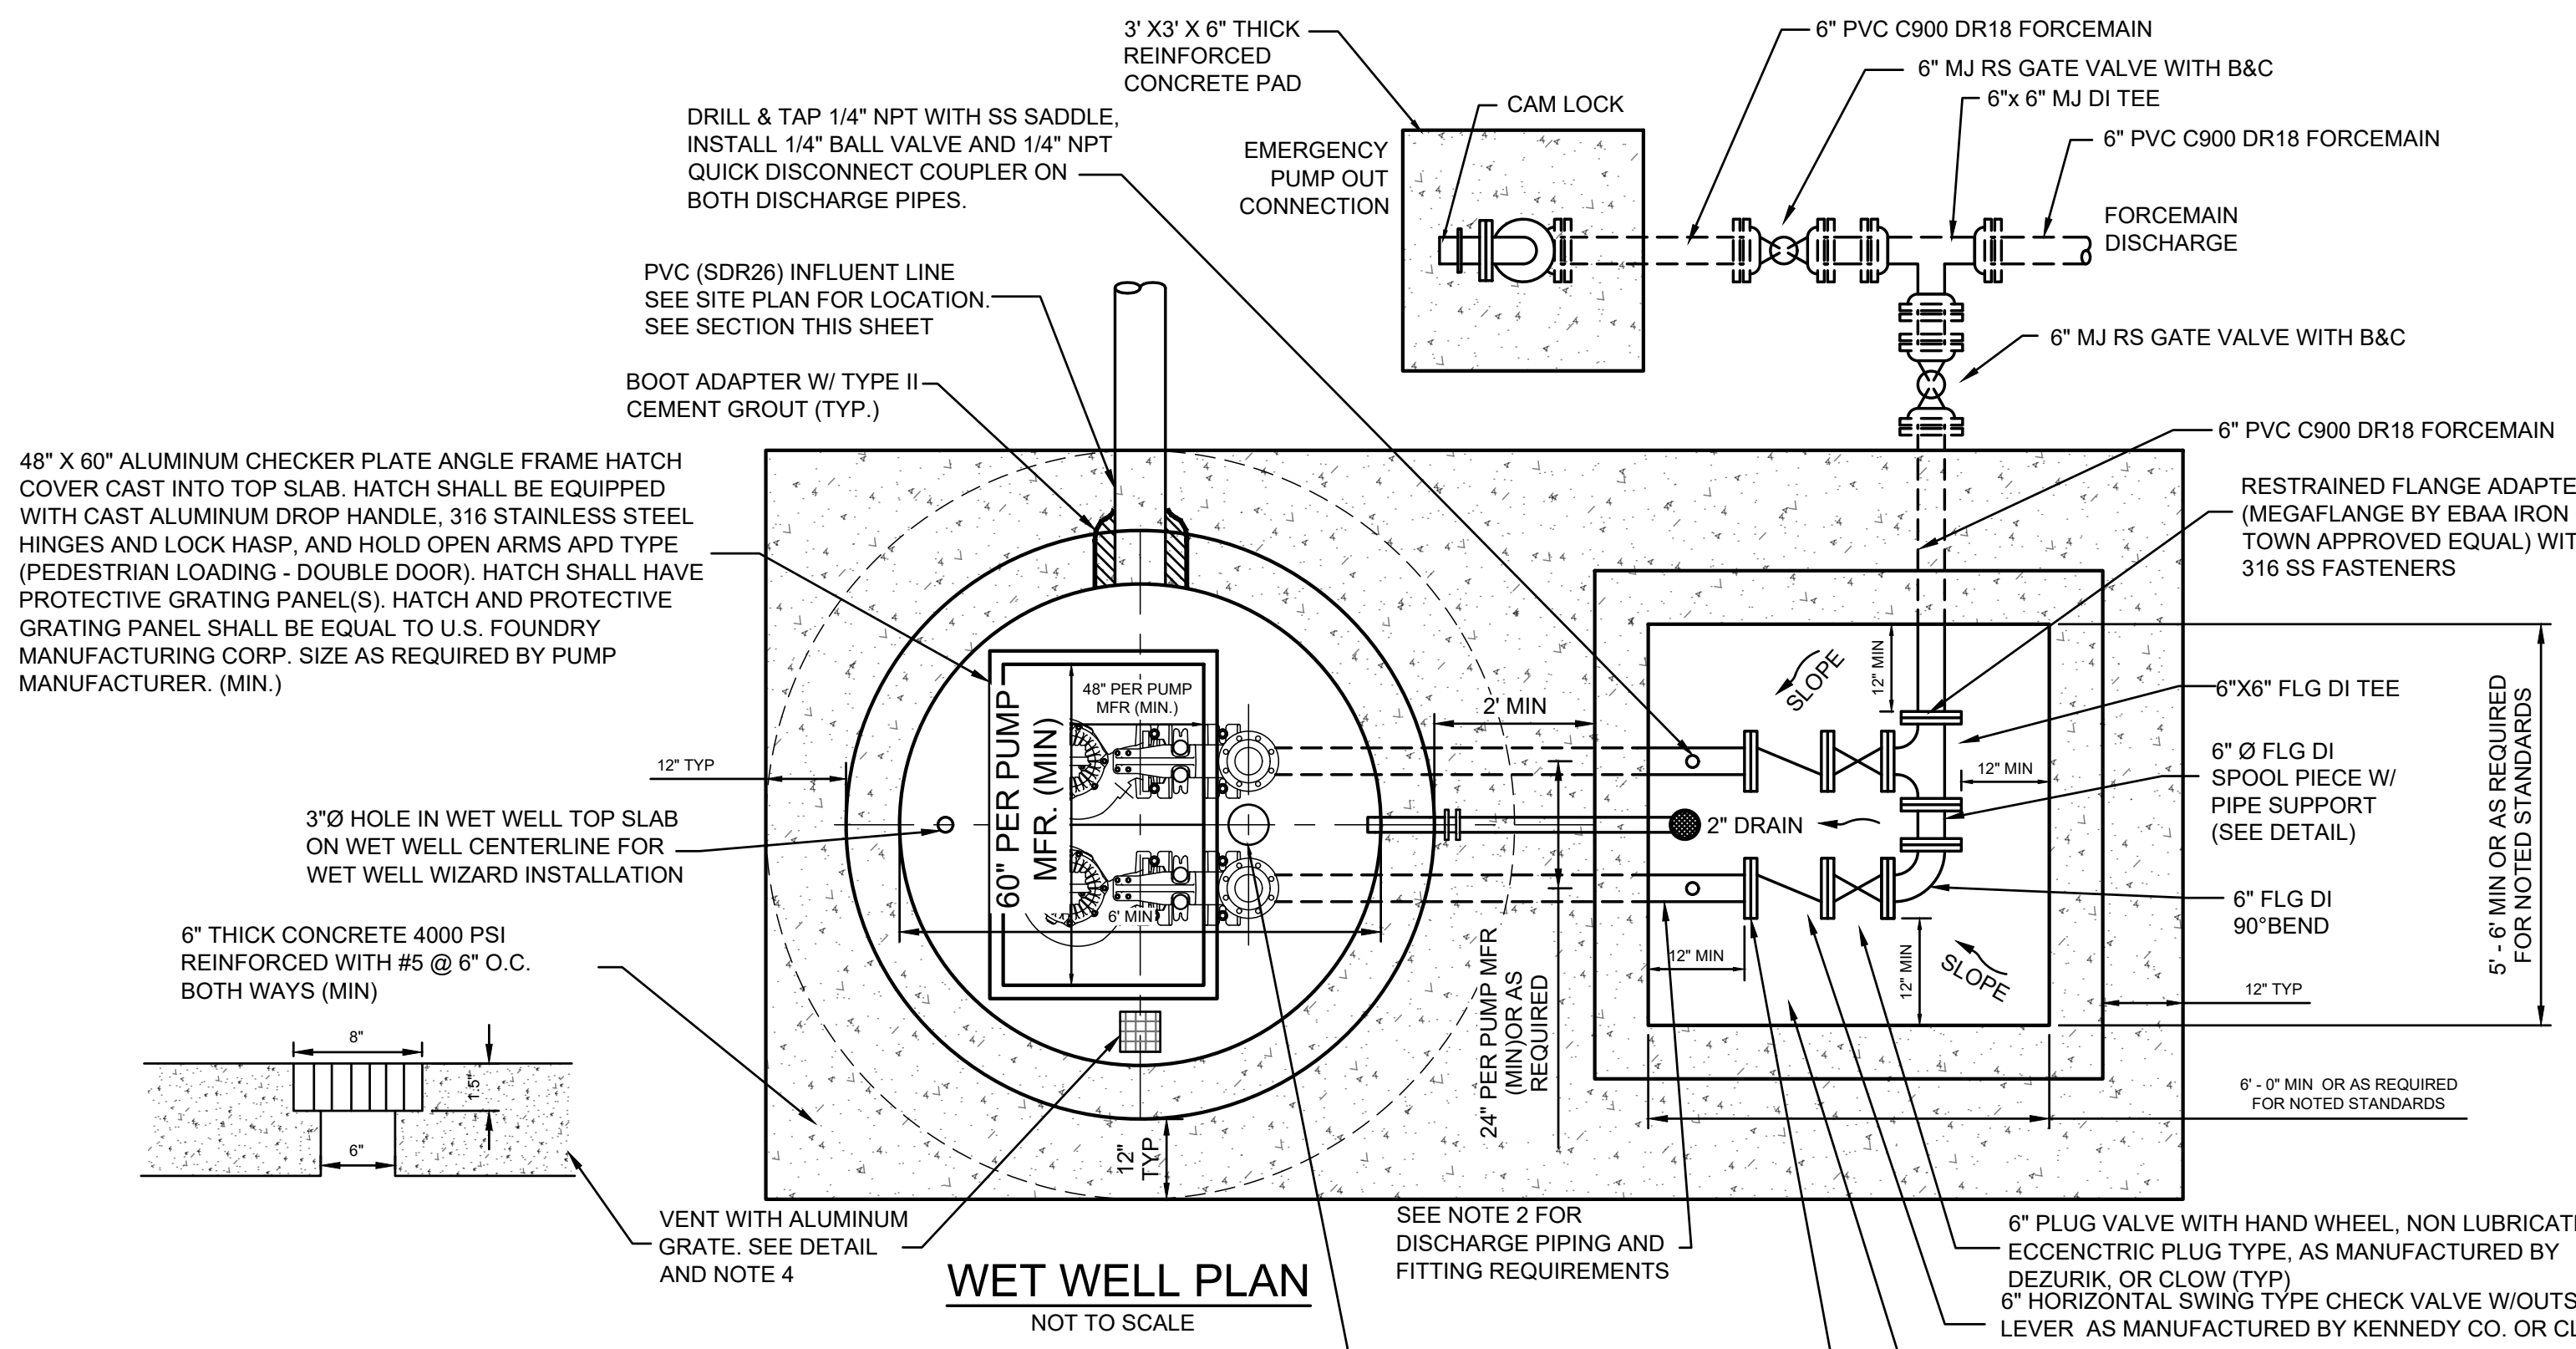 3' X3' X 6" THICK
REINFORCED
CONCRETE PAD
6" PVC C900 DR18 FORCEMAIN
6" MJ RS GATE VALVE WITH B&C
6"x 6" MJ DI TEE
6" PVC C900 DR18 FORCEMAIN
CAM LOCK
DRILL & TAP 1/4" NPT WITH SS SADDLE,
INSTALL 1/4" BALL VALVE AND 1/4" NPT
QUICK DISCONNECT COUPLER ON
BOTH DISCHARGE PIPES.
EMERGENCY
PUMP OUT
CONNECTION
FORCEMAIN
DISCHARGE
PVC (SDR26) INFLUENT LINE
SEE SITE PLAN FOR LOCATION.
SEE SECTION THIS SHEET
6" MJ RS GATE VALVE WITH B&C
BOOT ADAPTER W/ TYPE II
CEMENT GROUT (TYP.)
6" PVC C900 DR18 FORCEMAIN
48" X 60" ALUMINUM CHECKER PLATE ANGLE FRAME HATCH
COVER CAST INTO TOP SLAB. HATCH SHALL BE EQUIPPED
WITH CAST ALUMINUM DROP HANDLE, 316 STAINLESS STEEL
HINGES AND LOCK HASP, AND HOLD OPEN ARMS APD TYPE
(PEDESTRIAN LOADING - DOUBLE DOOR). HATCH SHALL HAVE
PROTECTIVE GRATING PANEL(S). HATCH AND PROTECTIVE
GRATING PANEL SHALL BE EQUAL TO U.S. FOUNDRY
MANUFACTURING CORP. SIZE AS REQUIRED BY PUMP
MANUFACTURER. (MIN.)
RESTRAINED FLANGE ADAPTE
(MEGAFLANGE BY EBAA IRON
TOWN APPROVED EQUAL) WIT
316 SS FASTENERS
SLOPE
12" MIN
48" PER PUMP
MFR (MIN.)
60" PER PUMP
MFR. (MIN)
2' MIN
6"X6" FLG DI TEE
5' - 6' MIN OR AS REQUIRED
FOR NOTED STANDARDS
12" TYP
12" MIN
6" Ø FLG DI
SPOOL PIECE W/
PIPE SUPPORT
(SEE DETAIL)
3"Ø HOLE IN WET WELL TOP SLAB
ON WET WELL CENTERLINE FOR
WET WELL WIZARD INSTALLATION
2" DRAIN
6' MIN
6" FLG DI
90°BEND
6" THICK CONCRETE 4000 PSI
REINFORCED WITH #5 @ 6" O.C.
BOTH WAYS (MIN)
24" PER PUMP MFR
(MIN)OR AS
REQUIRED
12" MIN
12" MIN
SLOPE
12" TYP
8"
1.5"
6"
6' - 0" MIN OR AS REQUIRED
FOR NOTED STANDARDS
12"
TYP
VENT WITH ALUMINUM
GRATE. SEE DETAIL
AND NOTE 4
SEE NOTE 2 FOR
DISCHARGE PIPING AND
FITTING REQUIREMENTS
6" PLUG VALVE WITH HAND WHEEL, NON LUBRICAT
ECCENCTRIC PLUG TYPE, AS MANUFACTURED BY
DEZURIK, OR CLOW (TYP)
6" HORIZONTAL SWING TYPE CHECK VALVE W/OUTS
LEVER AS MANUFACTURED BY KENNEDY CO. OR CL
WET WELL PLAN
NOT TO SCALE